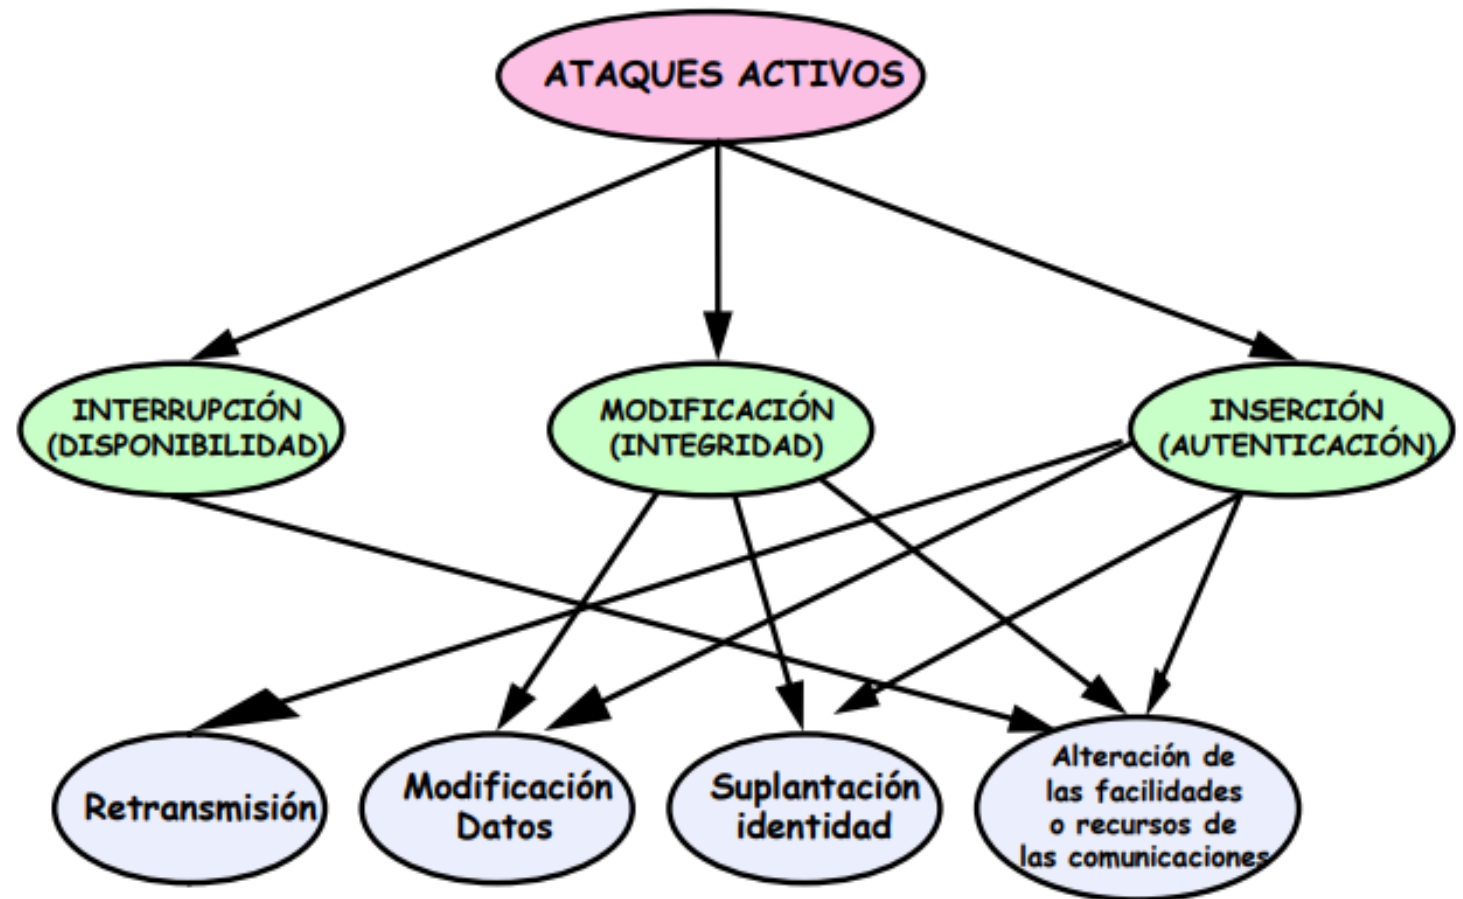 ATAQUES ACTIVOS
INTERRUPCIÓN
(DISPONIBILIDAD)
MODIFICACIÓN
(INTEGRIDAD)
INSERCIÓN
(AUTENTICACIÓN)
Retransmisión
Modificación
Datos
Suplantación
identidad
Alteración de
las facilidades
o recursos de
las comunicaciones